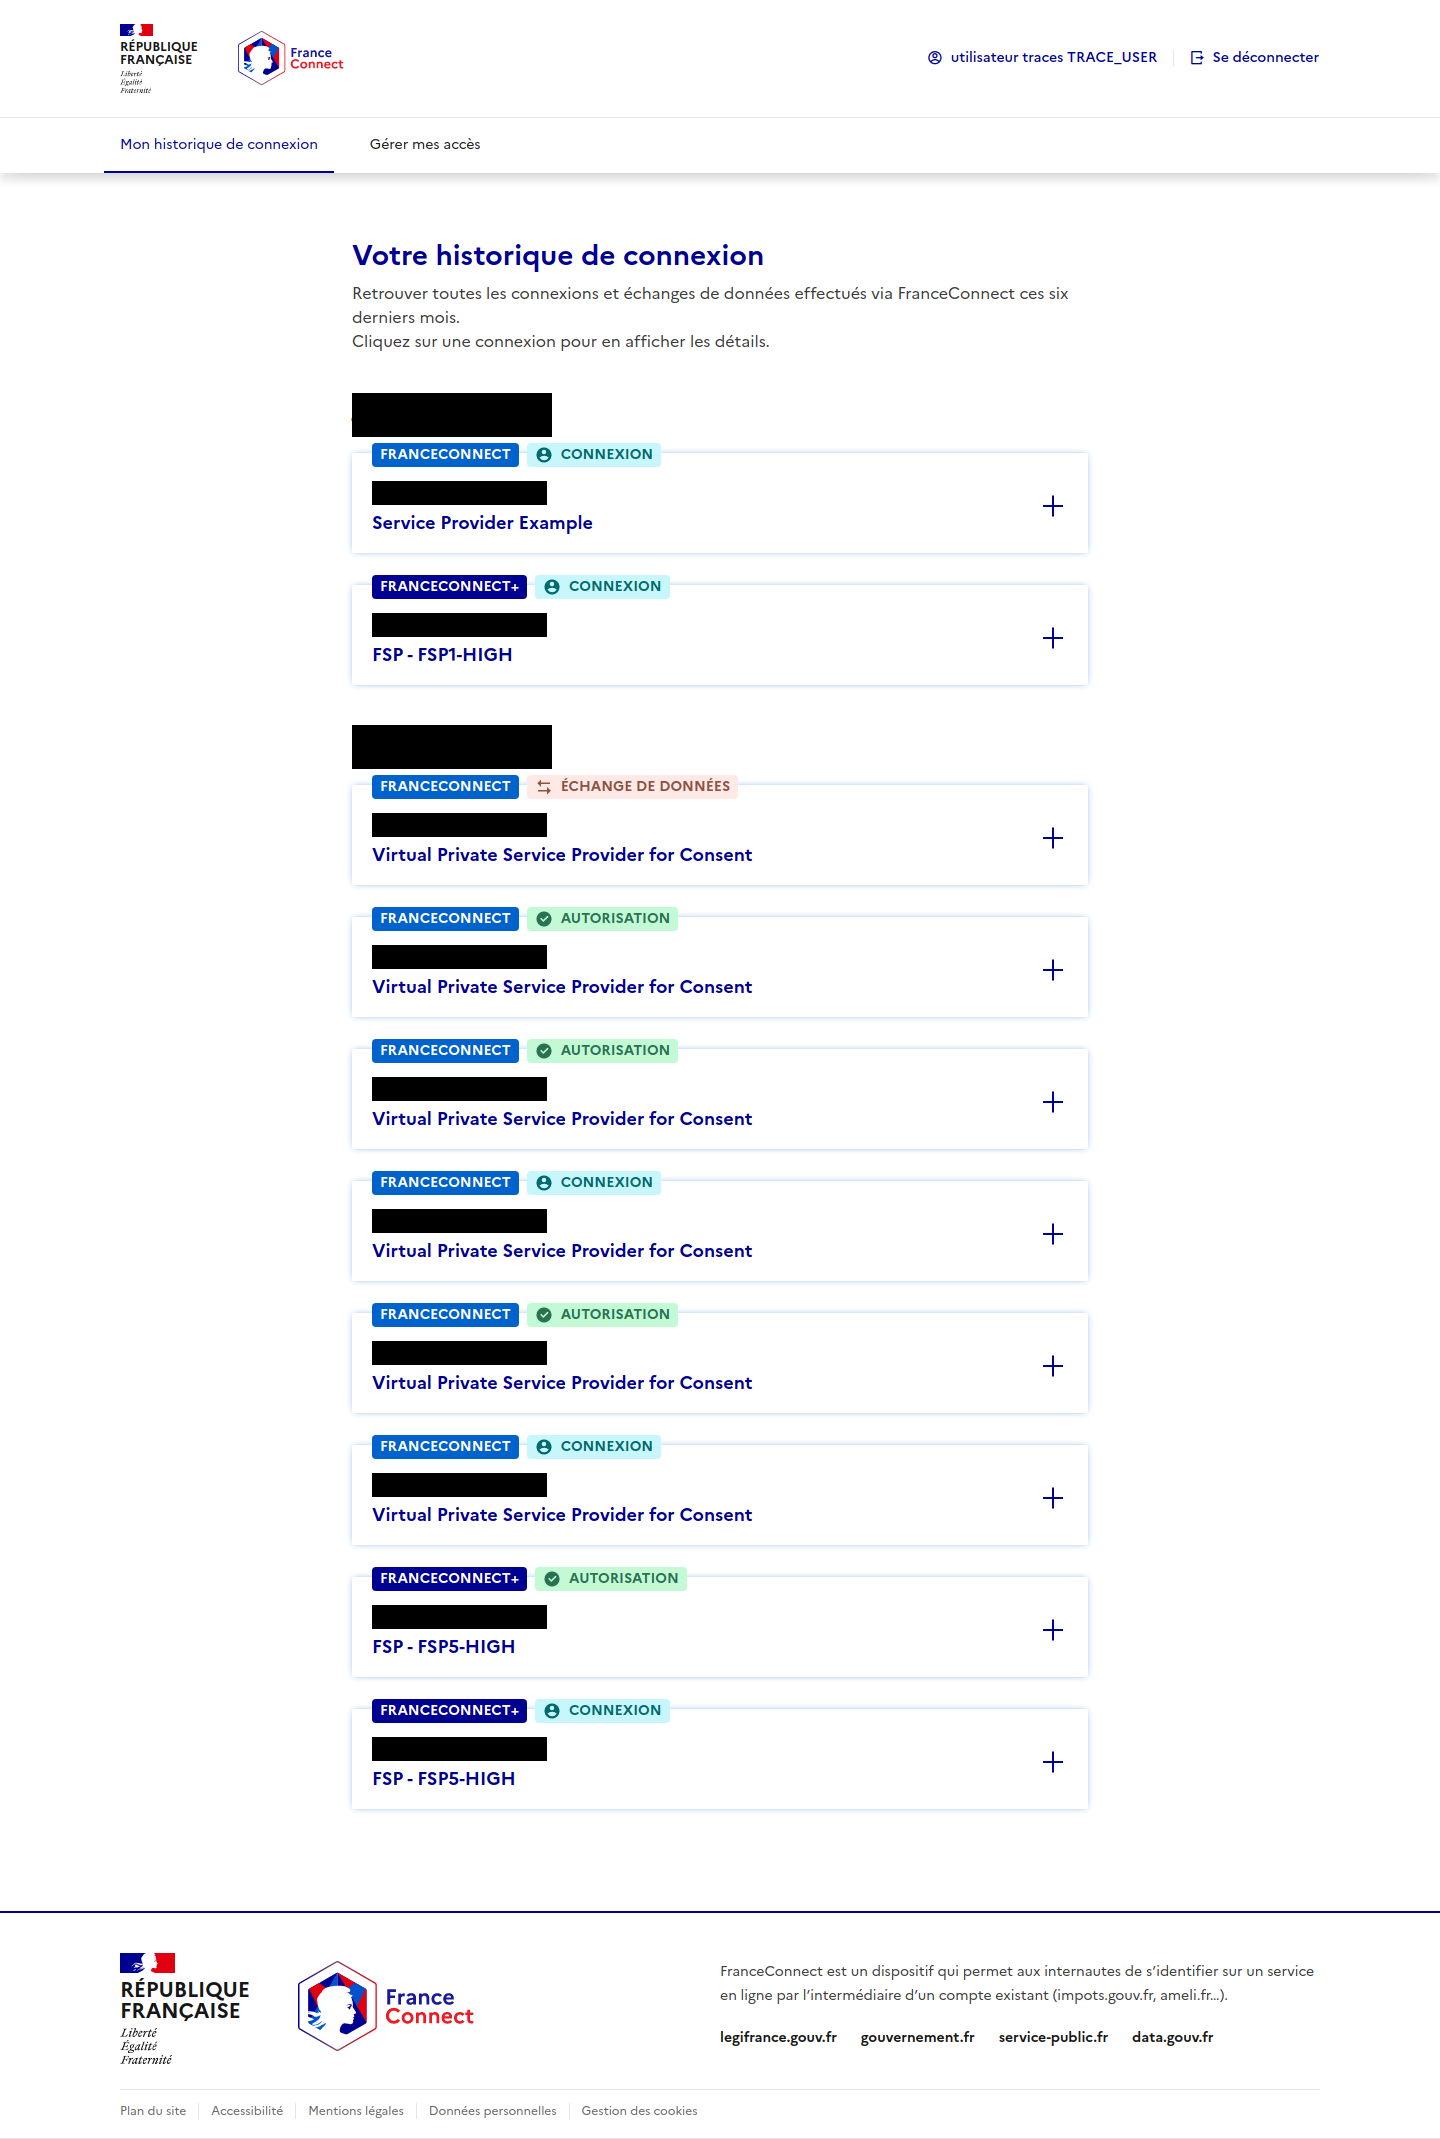 RÉPUBLIQUE
FRANÇAISE
Liberté
Égalité
Fraternité
France
Connect
utilisateur traces TRACE_USER
Se déconnecter
Mon historique de connexion
Gérer mes accès
Votre historique de connexion
Retrouver toutes les connexions et échanges de données effectués via FranceConnect ces six
derniers mois.
Cliquez sur une connexion pour en afficher les détails.
FRANCECONNECT CONNEXION
Service Provider Example
FRANCECONNECT+ CONNEXION
FSP - FSP1-HIGH
FRANCECONNECT ÉCHANGE DE DONNÉES
Virtual Private Service Provider for Consent
FRANCECONNECT AUTORISATION
Virtual Private Service Provider for Consent
FRANCECONNECT AUTORISATION
Virtual Private Service Provider for Consent
FRANCECONNECT CONNEXION
Virtual Private Service Provider for Consent
FRANCECONNECT AUTORISATION
Virtual Private Service Provider for Consent
FRANCECONNECT CONNEXION
Virtual Private Service Provider for Consent
FRANCECONNECT+ AUTORISATION
FSP - FSP5-HIGH
FRANCECONNECT+ CONNEXION
FSP - FSP5-HIGH
RÉPUBLIQUE
FRANÇAISE
Liberté
Égalité
Fraternité
France
Connect
FranceConnect est un dispositif qui permet aux internautes de s’identifier sur un service
en ligne par l’intermédiaire d’un compte existant (impots.gouv.fr, ameli.fr…).
legifrance.gouv.fr gouvernement.fr service-public.fr data.gouv.fr
Plan du site Accessibilité Mentions légales Données personnelles Gestion des cookies